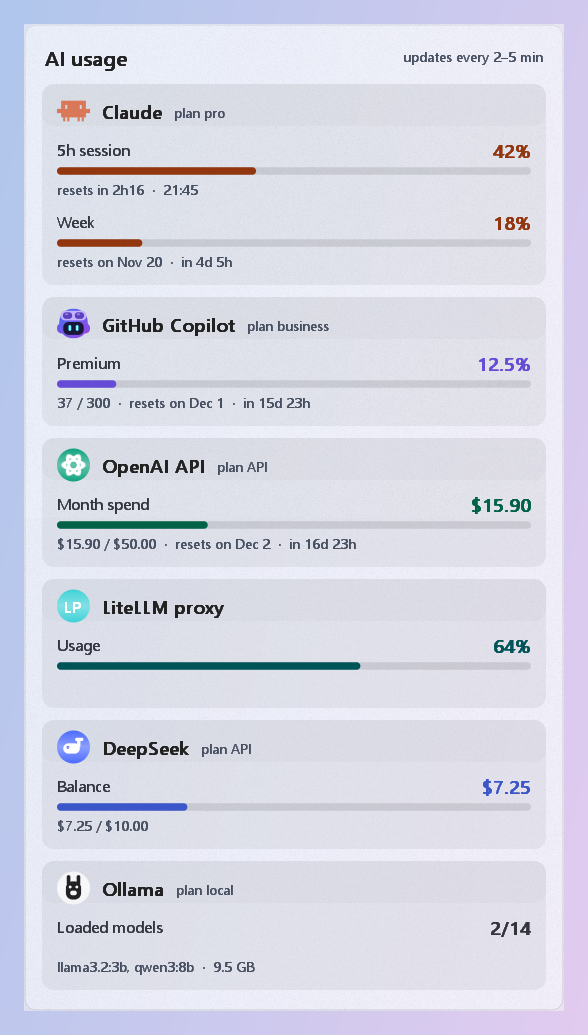 AI usage updates every 2–5 min
Claude plan pro
5h session 42%
resets in 2h16 · 21:45
Week 18%
resets on Nov 20 · in 4d 5h
GitHub Copilot plan business
Premium 12.5%
37 / 300 · resets on Dec 1 · in 15d 23h
OpenAI API plan API
Month spend $15.90
$15.90 / $50.00 · resets on Dec 2 · in 16d 23h
LP LiteLLM proxy
Usage 64%
DeepSeek plan API
Balance $7.25
$7.25 / $10.00
Ollama plan local
Loaded models 2/14
llama3.2:3b, qwen3:8b · 9.5 GB